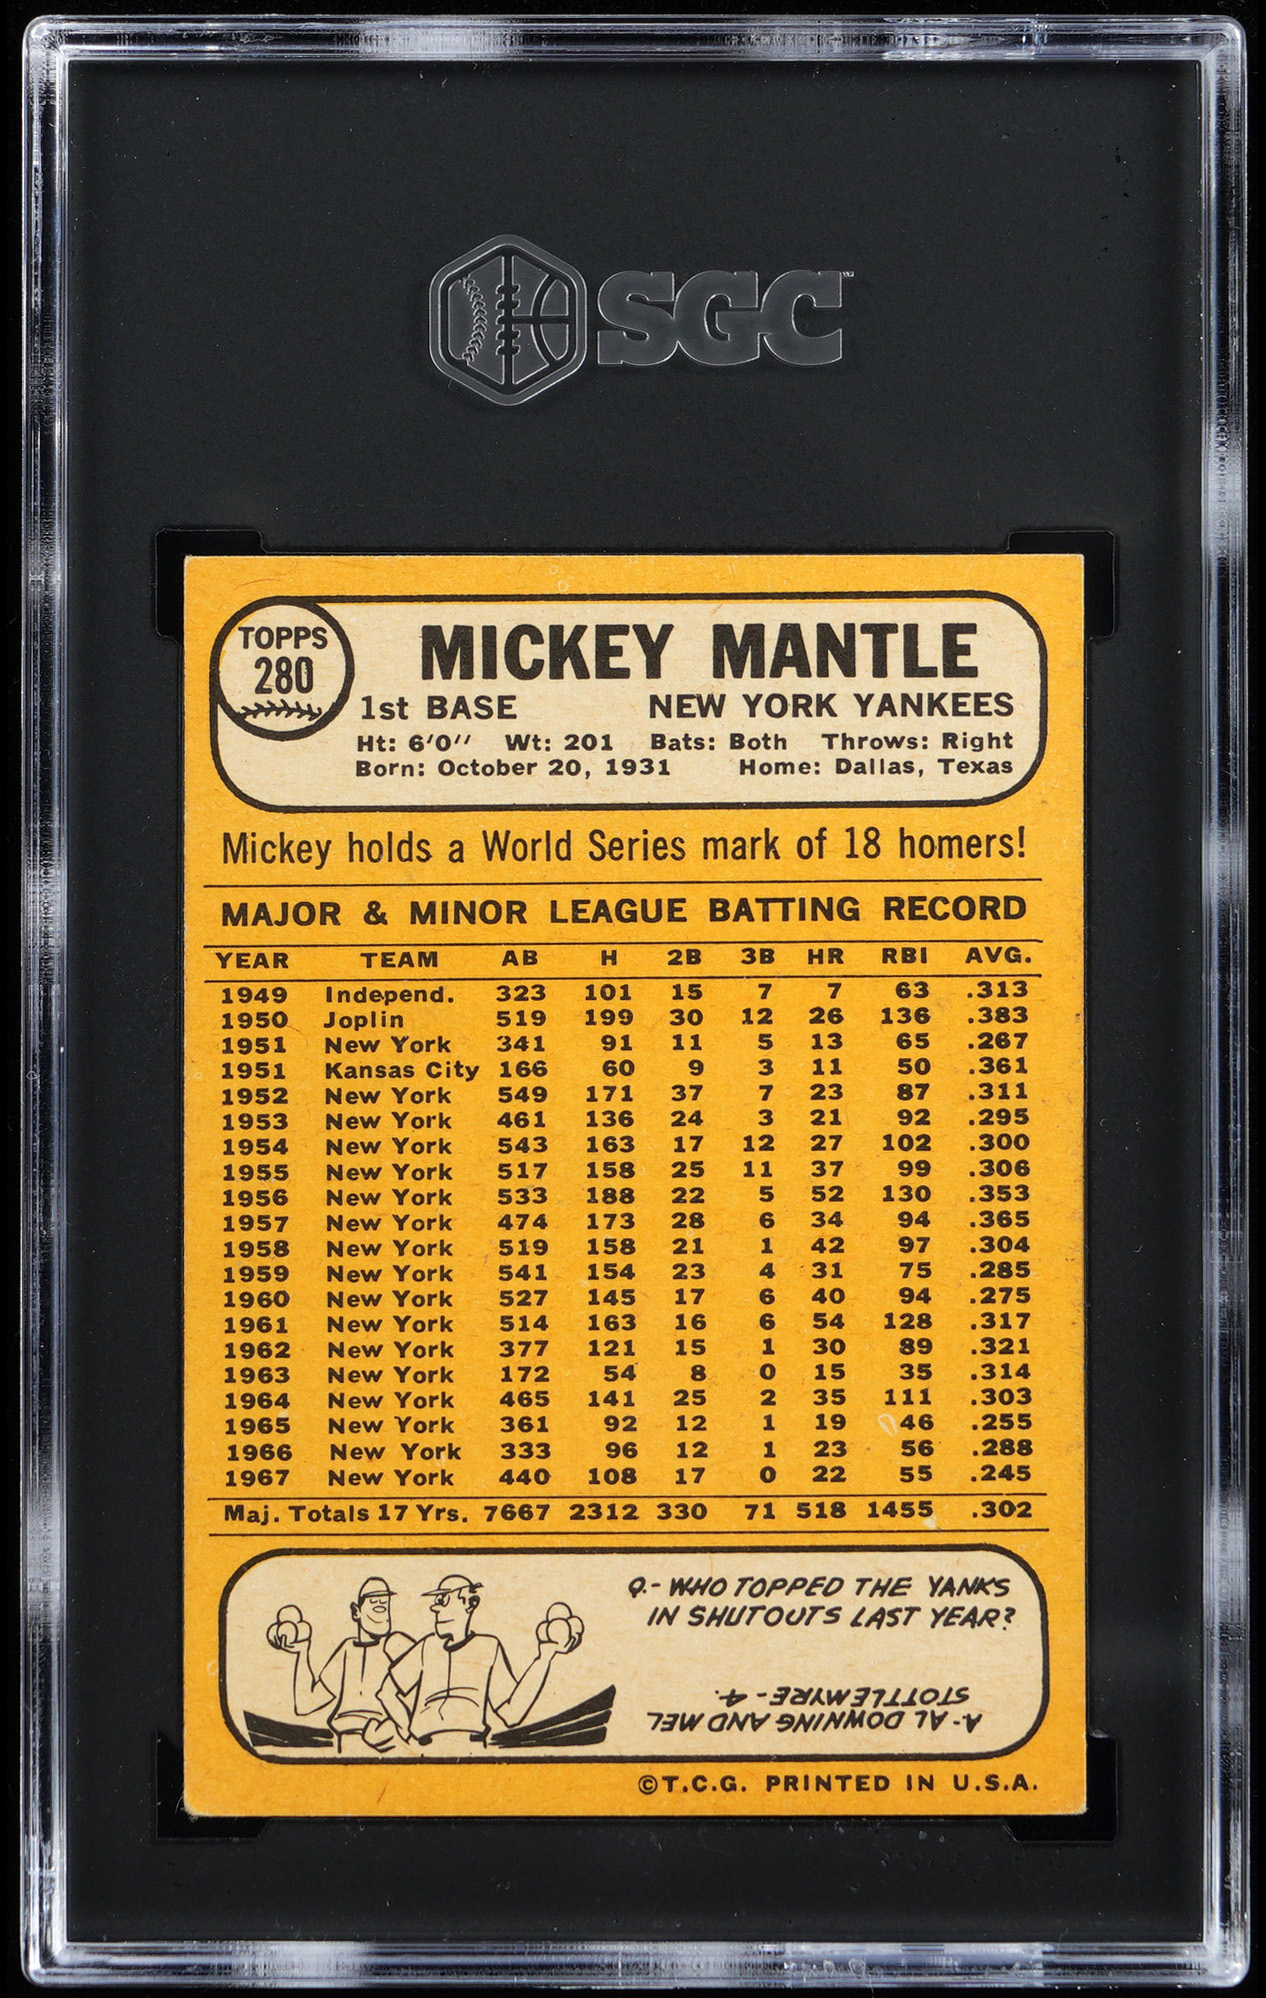 SGC
TOPPS
280
MICKEY MANTLE
1st BASE NEW YORK YANKEES
Ht: 6'0" Wt: 201 Bats: Both Throws: Right
Born: October 20, 1931 Home: Dallas, Texas
Mickey holds a World Series mark of 18 homers!
MAJOR & MINOR LEAGUE BATTING RECORD
YEAR TEAM AB H 2B 3B HR RBI AVG.
1949 Independ. 323 101 15 7 7 63 .313
1950 Joplin 519 199 30 12 26 136 .383
1951 New York 341 91 11 5 13 65 .267
1951 Kansas City 166 60 9 3 11 50 .361
1952 New York 549 171 37 7 23 87 .311
1953 New York 461 136 24 3 21 92 .295
1954 New York 543 163 17 12 27 102 .300
1955 New York 517 158 25 11 37 99 .306
1956 New York 533 188 22 5 52 130 .353
1957 New York 474 173 28 6 34 94 .365
1958 New York 519 158 21 1 42 97 .304
1959 New York 541 154 23 4 31 75 .285
1960 New York 527 145 17 6 40 94 .275
1961 New York 514 163 16 6 54 128 .317
1962 New York 377 121 15 1 30 89 .321
1963 New York 172 54 8 0 15 35 .314
1964 New York 465 141 25 2 35 111 .303
1965 New York 361 92 12 1 19 46 .255
1966 New York 333 96 12 1 23 56 .288
1967 New York 440 108 17 0 22 55 .245
Maj. Totals 17 Yrs. 7667 2312 330 71 518 1455 .302
Q.- WHO TOPPED THE YANKS
IN SHUTOUTS LAST YEAR?
A- AL DOWNING AND MEL
STOTTLEMYRE - 4.
©T.C.G. PRINTED IN U.S.A.